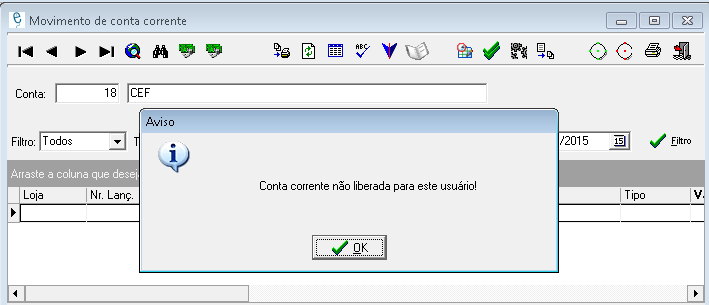 Movimento de conta corrente
ABC
Conta: 18 CEF
Aviso
Filtro: Todos T /2015 15 Filtro
Arraste a coluna que desej
Conta corrente não liberada para este usuário!
Loja Nr. Lanç. Tipo
OK